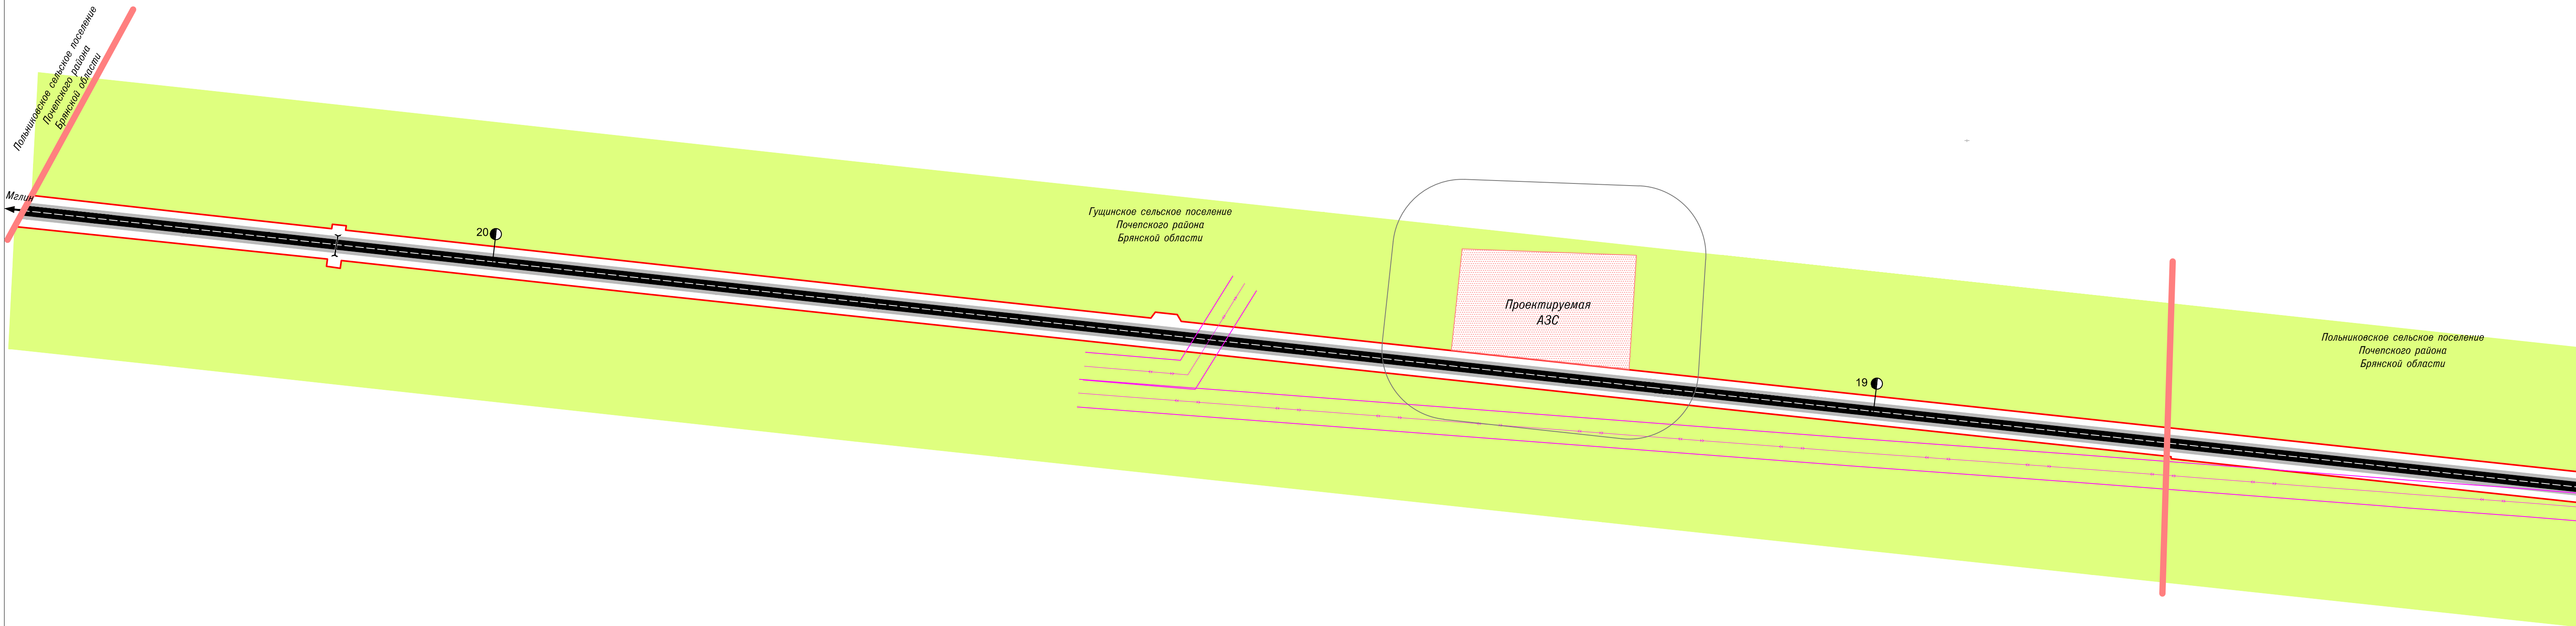 Польниковское сельское поселение
Почепского района
Брянской области
Мглин
20
Гущинское сельское поселение
Почепского района
Брянской области
Проектируемая
АЗС
19
Польниковское сельское поселение
Почепского района
Брянской области